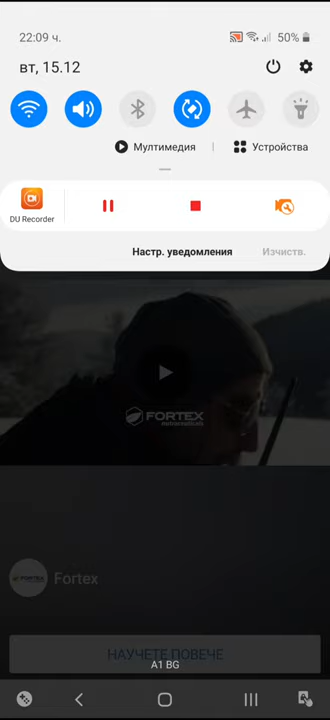 22:09 ч.
50%
вт, 15.12
Мултимедия
Устройства
DU Recorder
Настр. уведомления
Изчиств.
FORTEX
nutraceuticals
Fortex
НАУЧЕТЕ ПОВЕЧЕ
A1 BG